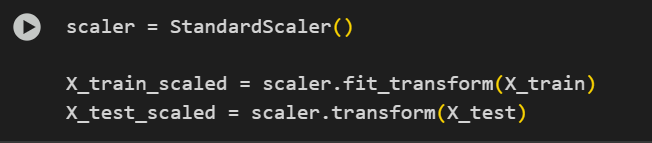 scaler = StandardScaler()
X_train_scaled = scaler.fit_transform(X_train)
X_test_scaled = scaler.transform(X_test)